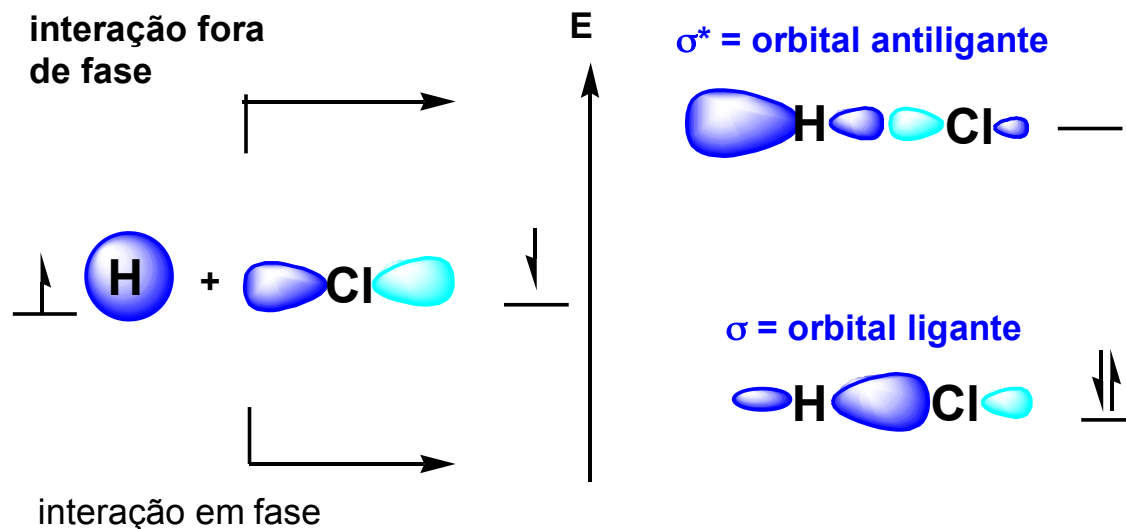 interação fora
de fase
E
σ* = orbital antiligante
H Cl
H + Cl
σ = orbital ligante
H Cl
interação em fase